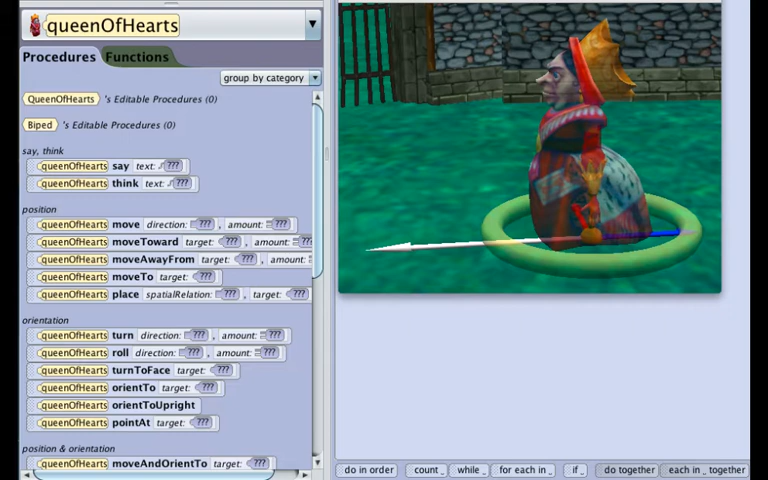 queenOfHearts
Procedures Functions
group by category
QueenOfHearts 's Editable Procedures (0)
Biped 's Editable Procedures (0)
say, think
queenOfHearts say text: ???
queenOfHearts think text: ???
position
queenOfHearts move direction: ??? , amount: ???
queenOfHearts moveToward target: ??? , amount: ???
queenOfHearts moveAwayFrom target: ??? , amount:
queenOfHearts moveTo target: ???
queenOfHearts place spatialRelation: ??? , target: ???
orientation
queenOfHearts turn direction: ??? , amount: ???
queenOfHearts roll direction: ??? , amount: ???
queenOfHearts turnToFace target: ???
queenOfHearts orientTo target: ???
queenOfHearts orientToUpright
queenOfHearts pointAt target: ???
position & orientation
queenOfHearts moveAndOrientTo target: ???
do in order count _ while _ for each in _ if _ do together each in _ together